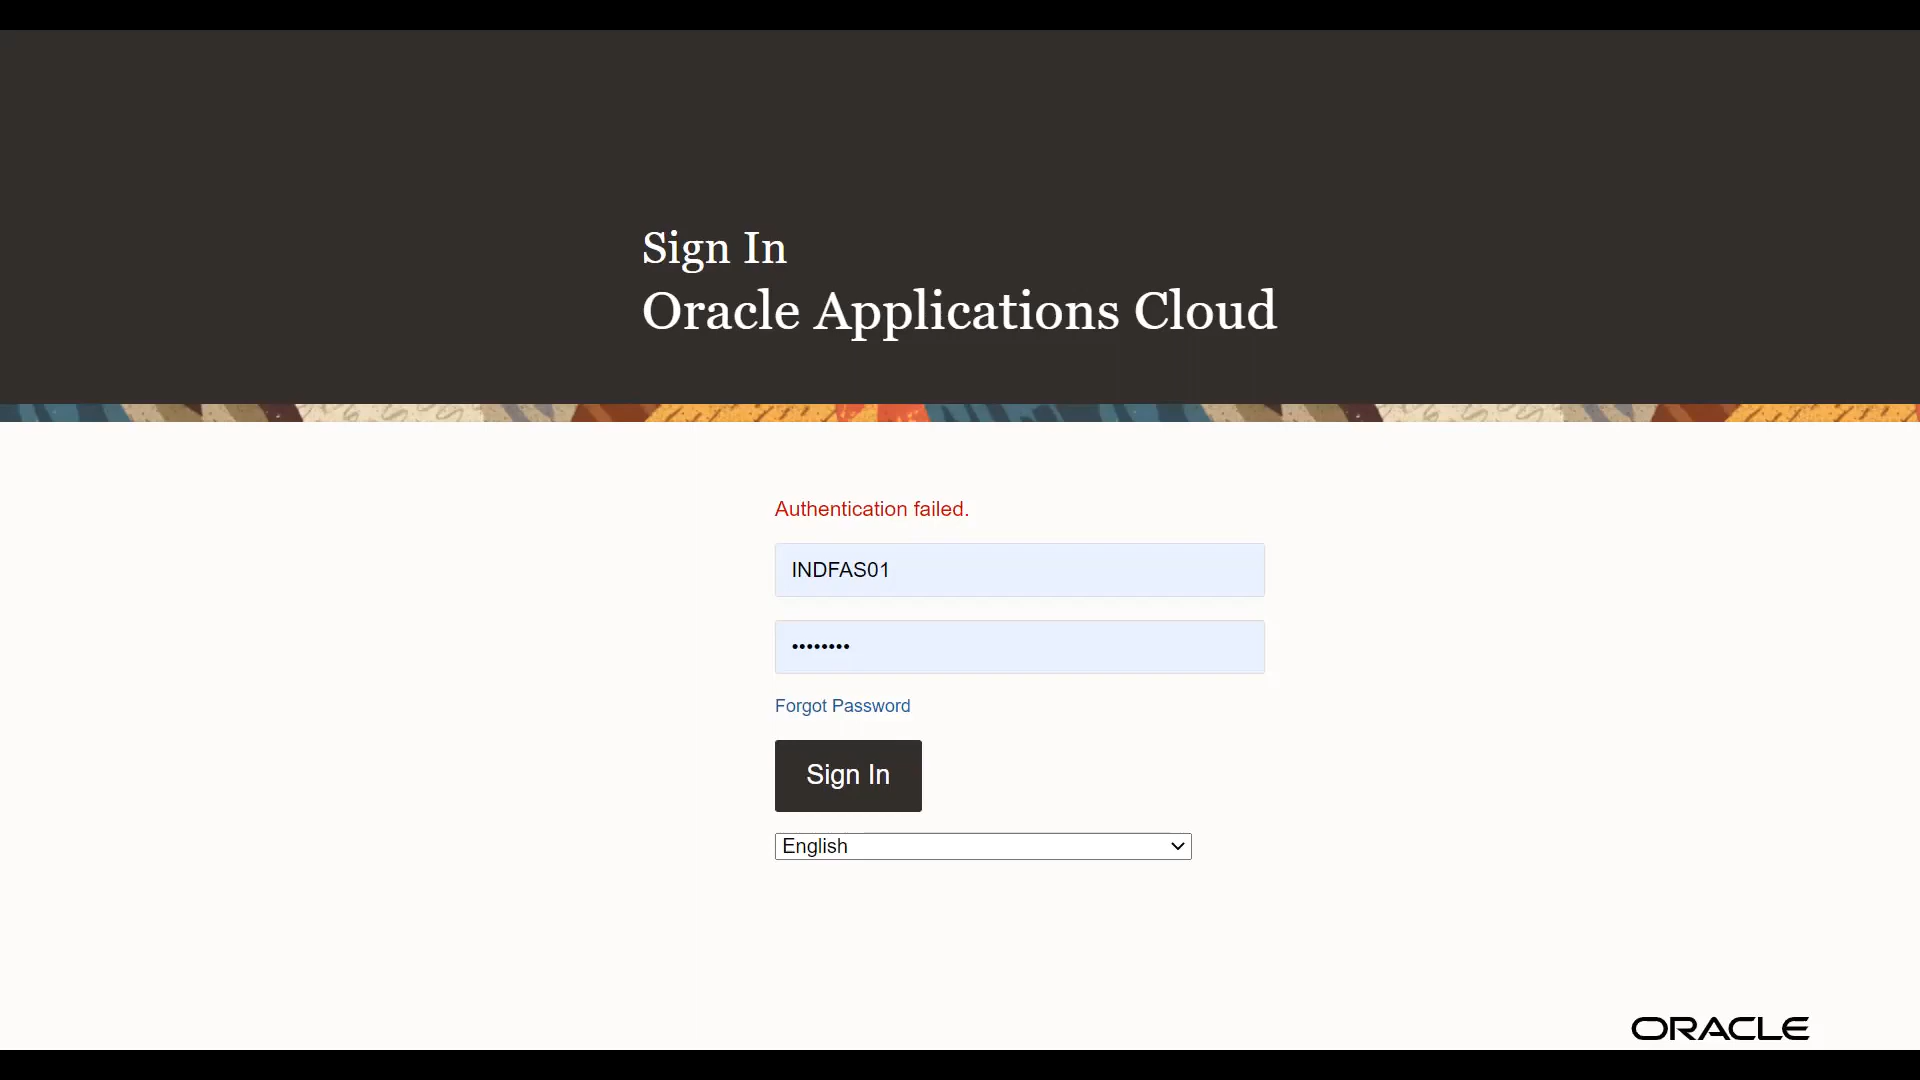 Sign In
Oracle Applications Cloud
Authentication failed.
INDFAS01
••••••••
Forgot Password
Sign In
English
ORACLE